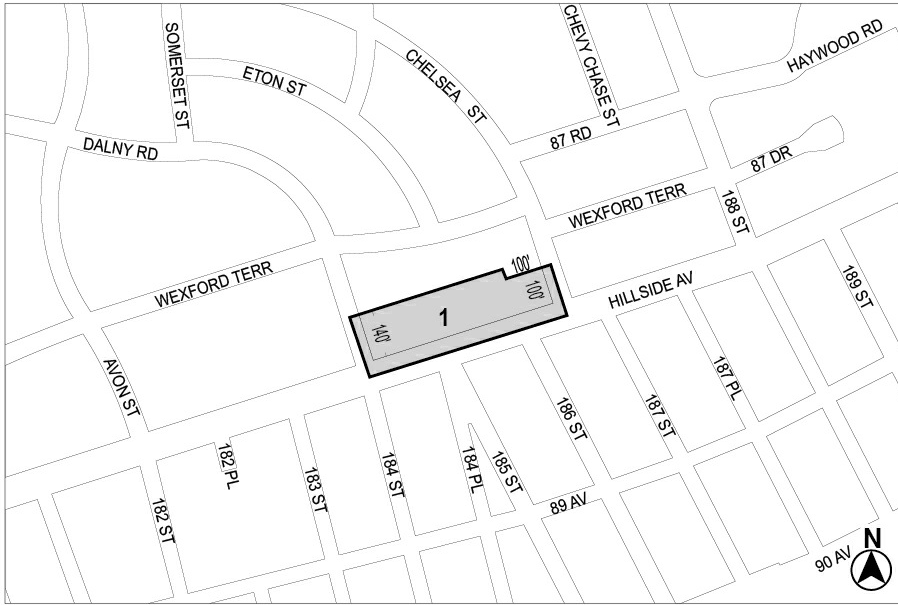 SOMERSET ST
CHEVY CHASE ST
HAYWOOD RD
ETON ST
CHELSEA ST
DALNY RD
87 RD
87 DR
WEXFORD TERR
188 ST
WEXFORD TERR
100'
100'
1
140'
HILLSIDE AV
189 ST
AVON ST
187 PL
186 ST
187 ST
182 PL
183 ST
184 ST
184 PL
185 ST
182 ST
89 AV
90 AV
N